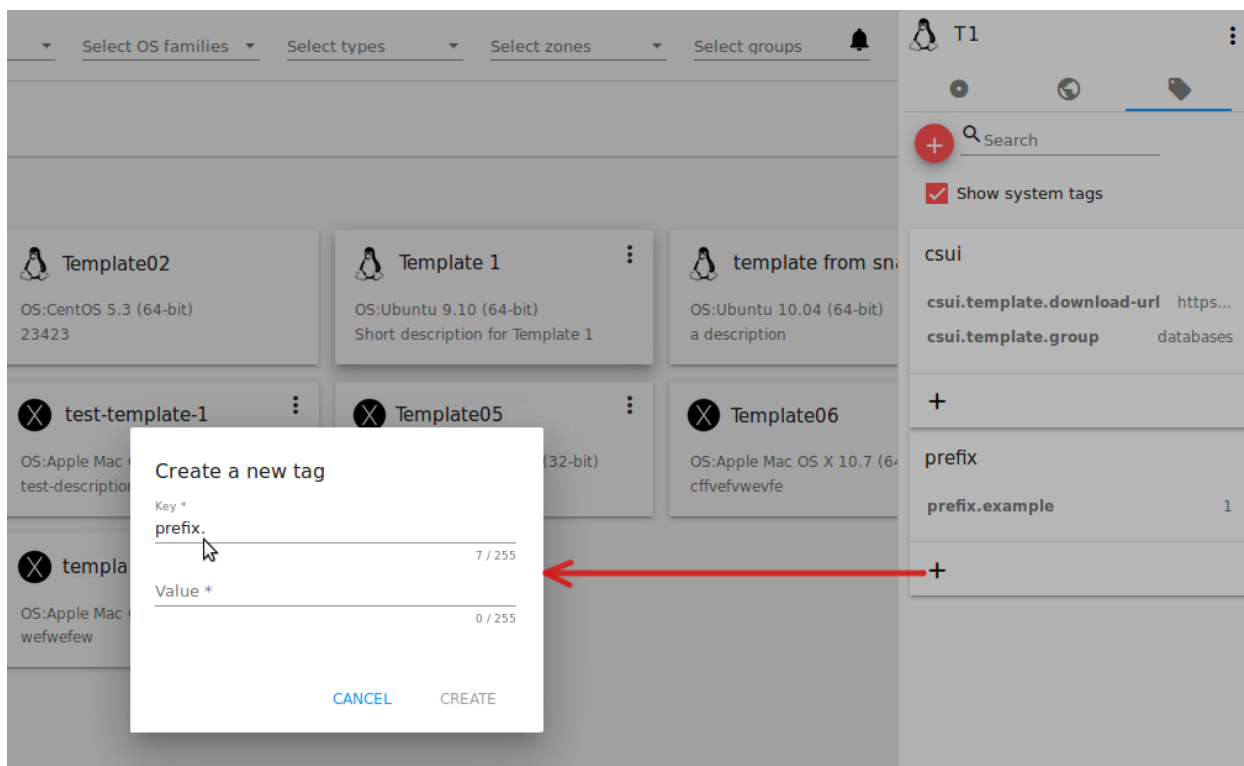 Select OS families
Select types
Select zones
Select groups
T1
Search
Show system tags
Template02
OS:CentOS 5.3 (64-bit)
23423
Template 1
OS:Ubuntu 9.10 (64-bit)
Short description for Template 1
template from sna
OS:Ubuntu 10.04 (64-bit)
a description
csui
csui.template.download-url https...
csui.template.group databases
+
test-template-1
OS:Apple Mac
test-description
Template05
(32-bit)
Template06
OS:Apple Mac OS X 10.7 (64
cffvefvwevfe
prefix
prefix.example 1
+
templa
OS:Apple Mac
wefwefew
Create a new tag
Key *
prefix.
7 / 255
Value *
0 / 255
CANCEL
CREATE